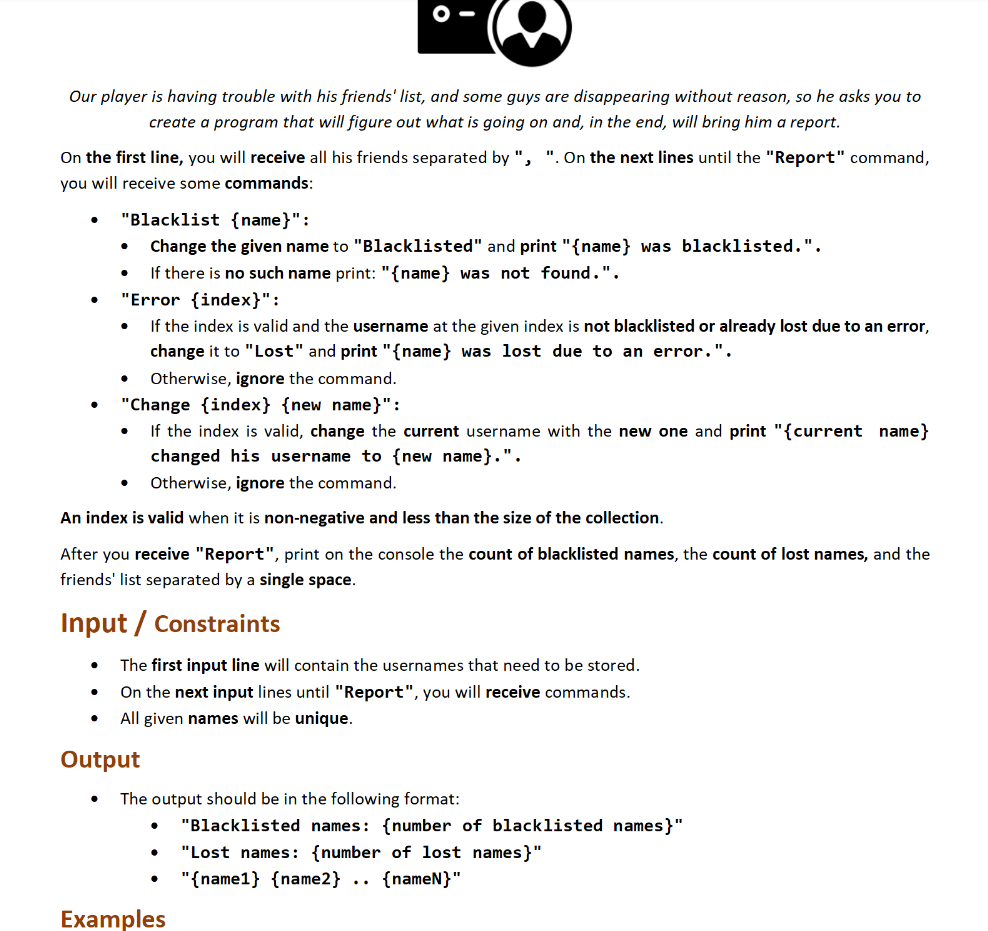 Our player is having trouble with his friends' list, and some guys are disappearing without reason, so he asks you to
create a program that will figure out what is going on and, in the end, will bring him a report.
On the first line, you will receive all his friends separated by ", ". On the next lines until the "Report" command,
you will receive some commands:
• "Blacklist {name}":
• Change the given name to "Blacklisted" and print "{name} was blacklisted.".
• If there is no such name print: "{name} was not found.".
• "Error {index}":
• If the index is valid and the username at the given index is not blacklisted or already lost due to an error,
change it to "Lost" and print "{name} was lost due to an error.".
• Otherwise, ignore the command.
• "Change {index} {new name}":
• If the index is valid, change the current username with the new one and print "{current name}
changed his username to {new name}.".
• Otherwise, ignore the command.
An index is valid when it is non-negative and less than the size of the collection.
After you receive "Report", print on the console the count of blacklisted names, the count of lost names, and the
friends' list separated by a single space.
Input / Constraints
• The first input line will contain the usernames that need to be stored.
• On the next input lines until "Report", you will receive commands.
• All given names will be unique.
Output
• The output should be in the following format:
• "Blacklisted names: {number of blacklisted names}"
• "Lost names: {number of lost names}"
• "{name1} {name2} .. {nameN}"
Examples